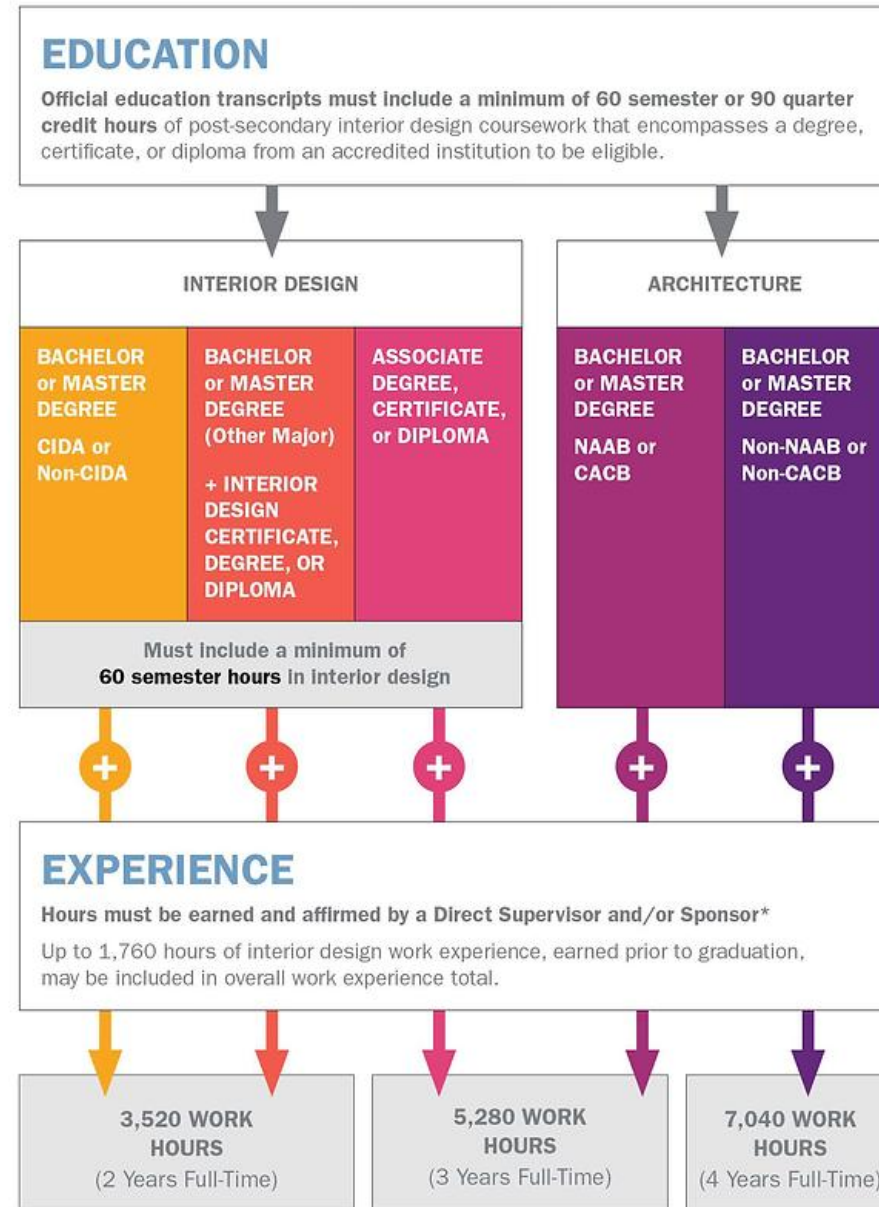 EDUCATION
Official education transcripts must include a minimum of 60 semester or 90 quarter
credit hours of post-secondary interior design coursework that encompasses a degree,
certificate, or diploma from an accredited institution to be eligible.
INTERIOR DESIGN
BACHELOR
or MASTER
DEGREE
CIDA or
Non-CIDA
BACHELOR
or MASTER
DEGREE
(Other Major)
+ INTERIOR
DESIGN
CERTIFICATE,
DEGREE, OR
DIPLOMA
ASSOCIATE
DEGREE,
CERTIFICATE,
or DIPLOMA
Must include a minimum of
60 semester hours in interior design
ARCHITECTURE
BACHELOR
or MASTER
DEGREE
NAAB or
CACB
BACHELOR
or MASTER
DEGREE
Non-NAAB or
Non-CACB
+
+
+
+
+
EXPERIENCE
Hours must be earned and affirmed by a Direct Supervisor and/or Sponsor*
Up to 1,760 hours of interior design work experience, earned prior to graduation,
may be included in overall work experience total.
3,520 WORK
HOURS
(2 Years Full-Time)
5,280 WORK
HOURS
(3 Years Full-Time)
7,040 WORK
HOURS
(4 Years Full-Time)